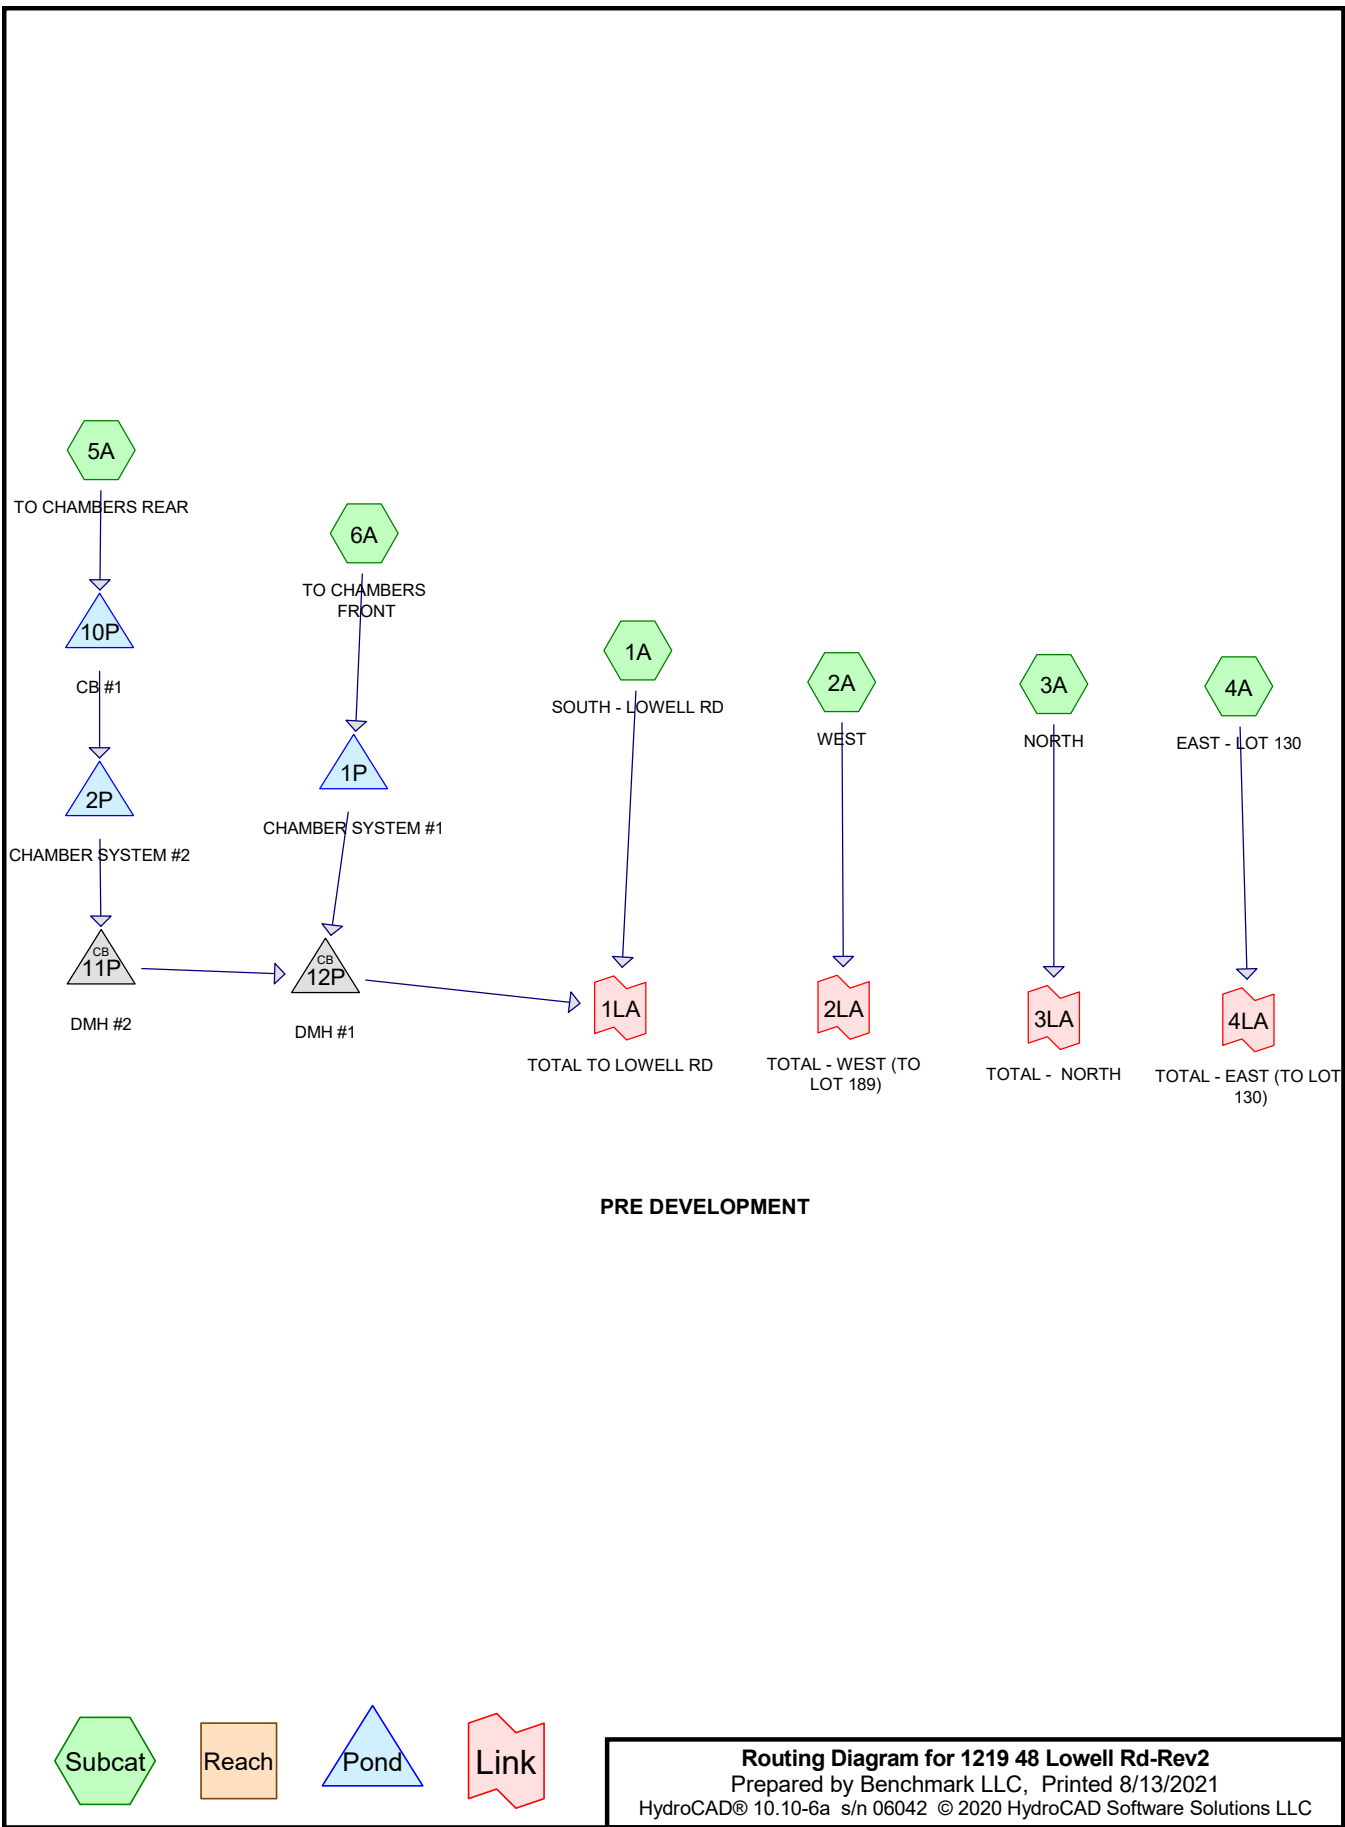 5A
TO CHAMBERS REAR
6A
TO CHAMBERS
FRONT
10P
CB #1
1A
SOUTH - LOWELL RD
2A
WEST
3A
NORTH
4A
EAST - LOT 130
2P
CHAMBER SYSTEM #2
1P
CHAMBER SYSTEM #1
CB
11P
DMH #2
CB
12P
DMH #1
1LA
TOTAL TO LOWELL RD
2LA
TOTAL - WEST (TO
LOT 189)
3LA
TOTAL - NORTH
4LA
TOTAL - EAST (TO LOT
130)
PRE DEVELOPMENT
Subcat
Reach
Pond
Link
Routing Diagram for 1219 48 Lowell Rd-Rev2
Prepared by Benchmark LLC, Printed 8/13/2021
HydroCAD® 10.10-6a s/n 06042 © 2020 HydroCAD Software Solutions LLC